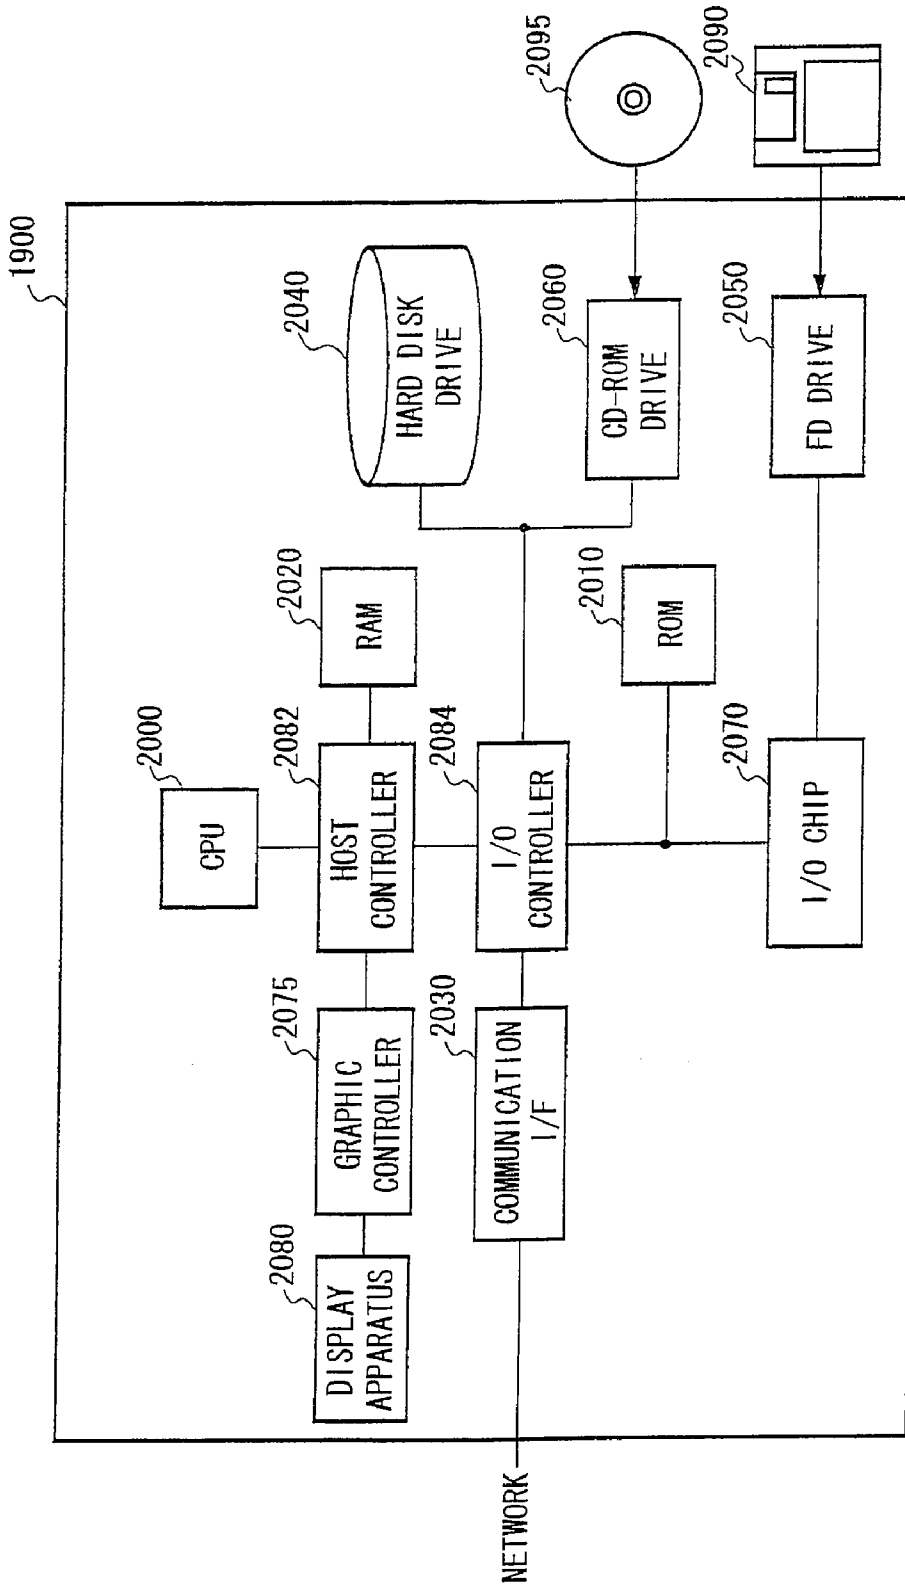 1900
2000
CPU
2040
HARD DISK
DRIVE
2095
2080
DISPLAY
APPARATUS
2075
GRAPHIC
CONTROLLER
2082
HOST
CONTROLLER
2020
RAM
2030
COMMUNICATION
I/F
2084
I/O
CONTROLLER
2060
CD-ROM
DRIVE
2010
ROM
2090
NETWORK
2070
I/O CHIP
2050
FD DRIVE